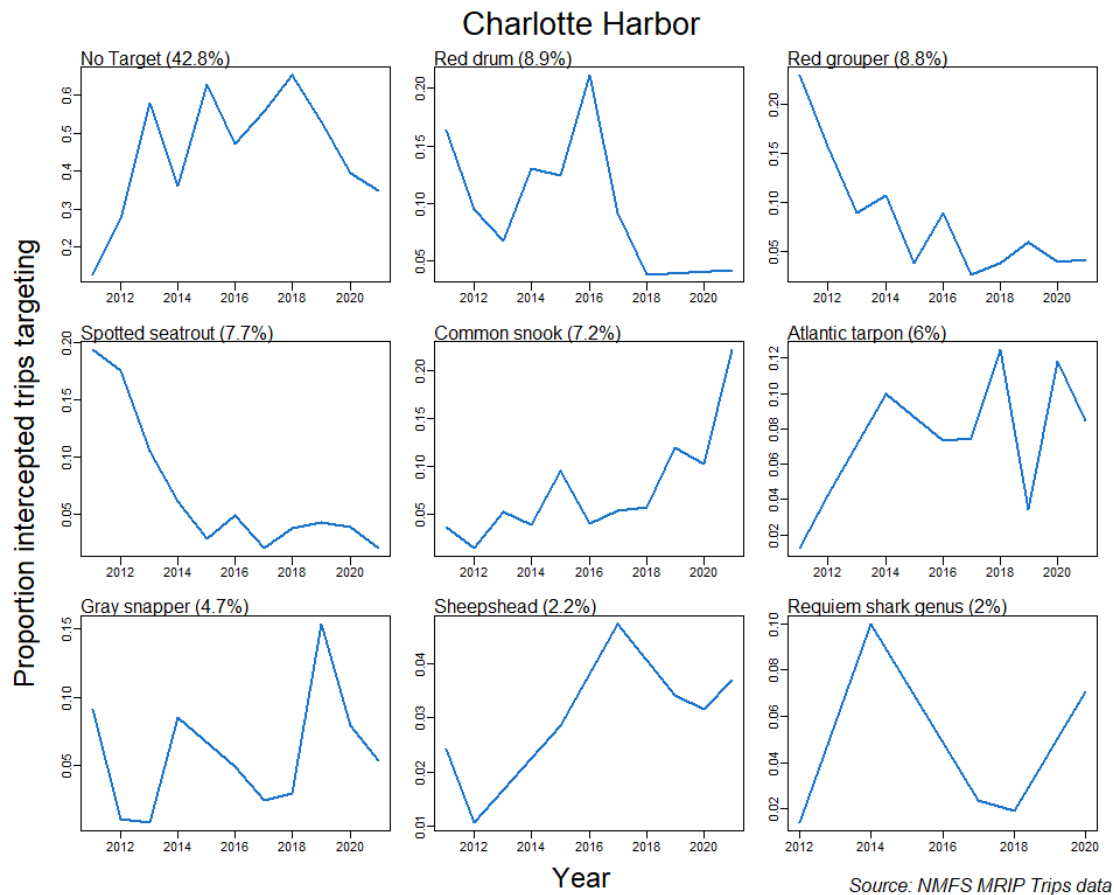 Charlotte Harbor
Proportion intercepted trips targeting
No Target (42.8%)
0.6
0.5
0.4
0.3
0.2
2012 2014 2016 2018 2020
Red drum (8.9%)
0.20
0.15
0.10
0.05
2012 2014 2016 2018 2020
Red grouper (8.8%)
0.20
0.15
0.10
0.05
2012 2014 2016 2018 2020
Spotted seatrout (7.7%)
0.20
0.15
0.10
0.05
2012 2014 2016 2018 2020
Common snook (7.2%)
0.20
0.15
0.10
0.05
2012 2014 2016 2018 2020
Atlantic tarpon (6%)
0.12
0.10
0.08
0.06
0.04
0.02
2012 2014 2016 2018 2020
Gray snapper (4.7%)
0.15
0.10
0.05
2012 2014 2016 2018 2020
Sheepshead (2.2%)
0.04
0.03
0.02
0.01
2012 2014 2016 2018 2020
Requiem shark genus (2%)
0.10
0.08
0.06
0.04
0.02
2012 2014 2016 2018 2020
Year
Source: NMFS MRIP Trips data